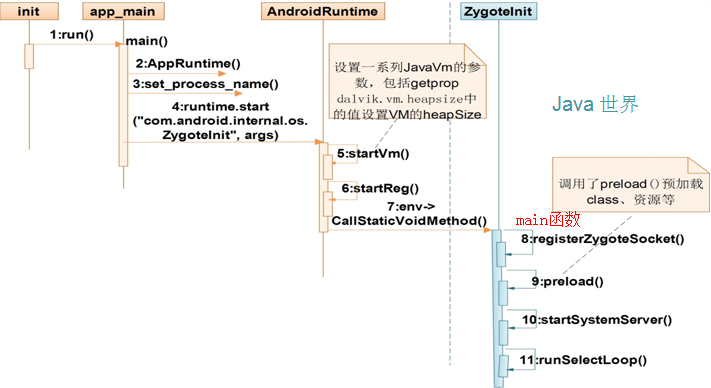 init
app_main
AndroidRuntime
ZygoteInit
1:run()
main()
2:AppRuntime()
3:set_process_name()
4:runtime.start
("com.android.internal.os.
ZygoteInit", args)
设置一系列JavaVm的参
数，包括getprop
dalvik.vm.heapsize中
的值设置VM的heapSize
Java 世界
5:startVm()
6:startReg()
7:env->
CallStaticVoidMethod()
调用了preload()预加载
class、资源等
main函数
8:registerZygoteSocket()
9:preload()
10:startSystemServer()
11:runSelectLoop()